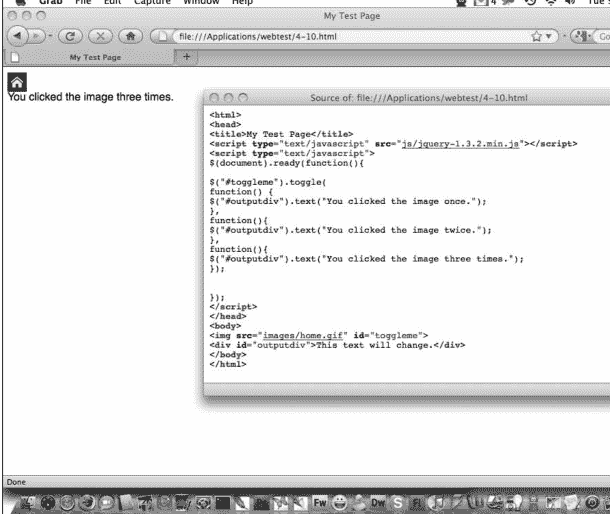 Grab File Edit Capture Window Help
My Test Page
file:///Applications/webtest/4-10.html
My Test Page
You clicked the image three times.
Source of: file:///Applications/webtest/4-10.html
<html>
<head>
<title>My Test Page</title>
<script type="text/javascript" src="js/jquery-1.3.2.min.js"></script>
<script type="text/javascript">
$(document).ready(function(){
$("#toggleme").toggle(
function() {
$("#outputdiv").text("You clicked the image once.");
},
function(){
$("#outputdiv").text("You clicked the image twice.");
},
function(){
$("#outputdiv").text("You clicked the image three times.");
});
});
</script>
</head>
<body>
<img src="images/home.gif" id="toggleme">
<div id="outputdiv">This text will change.</div>
</body>
</html>
Done
Fw Dw S